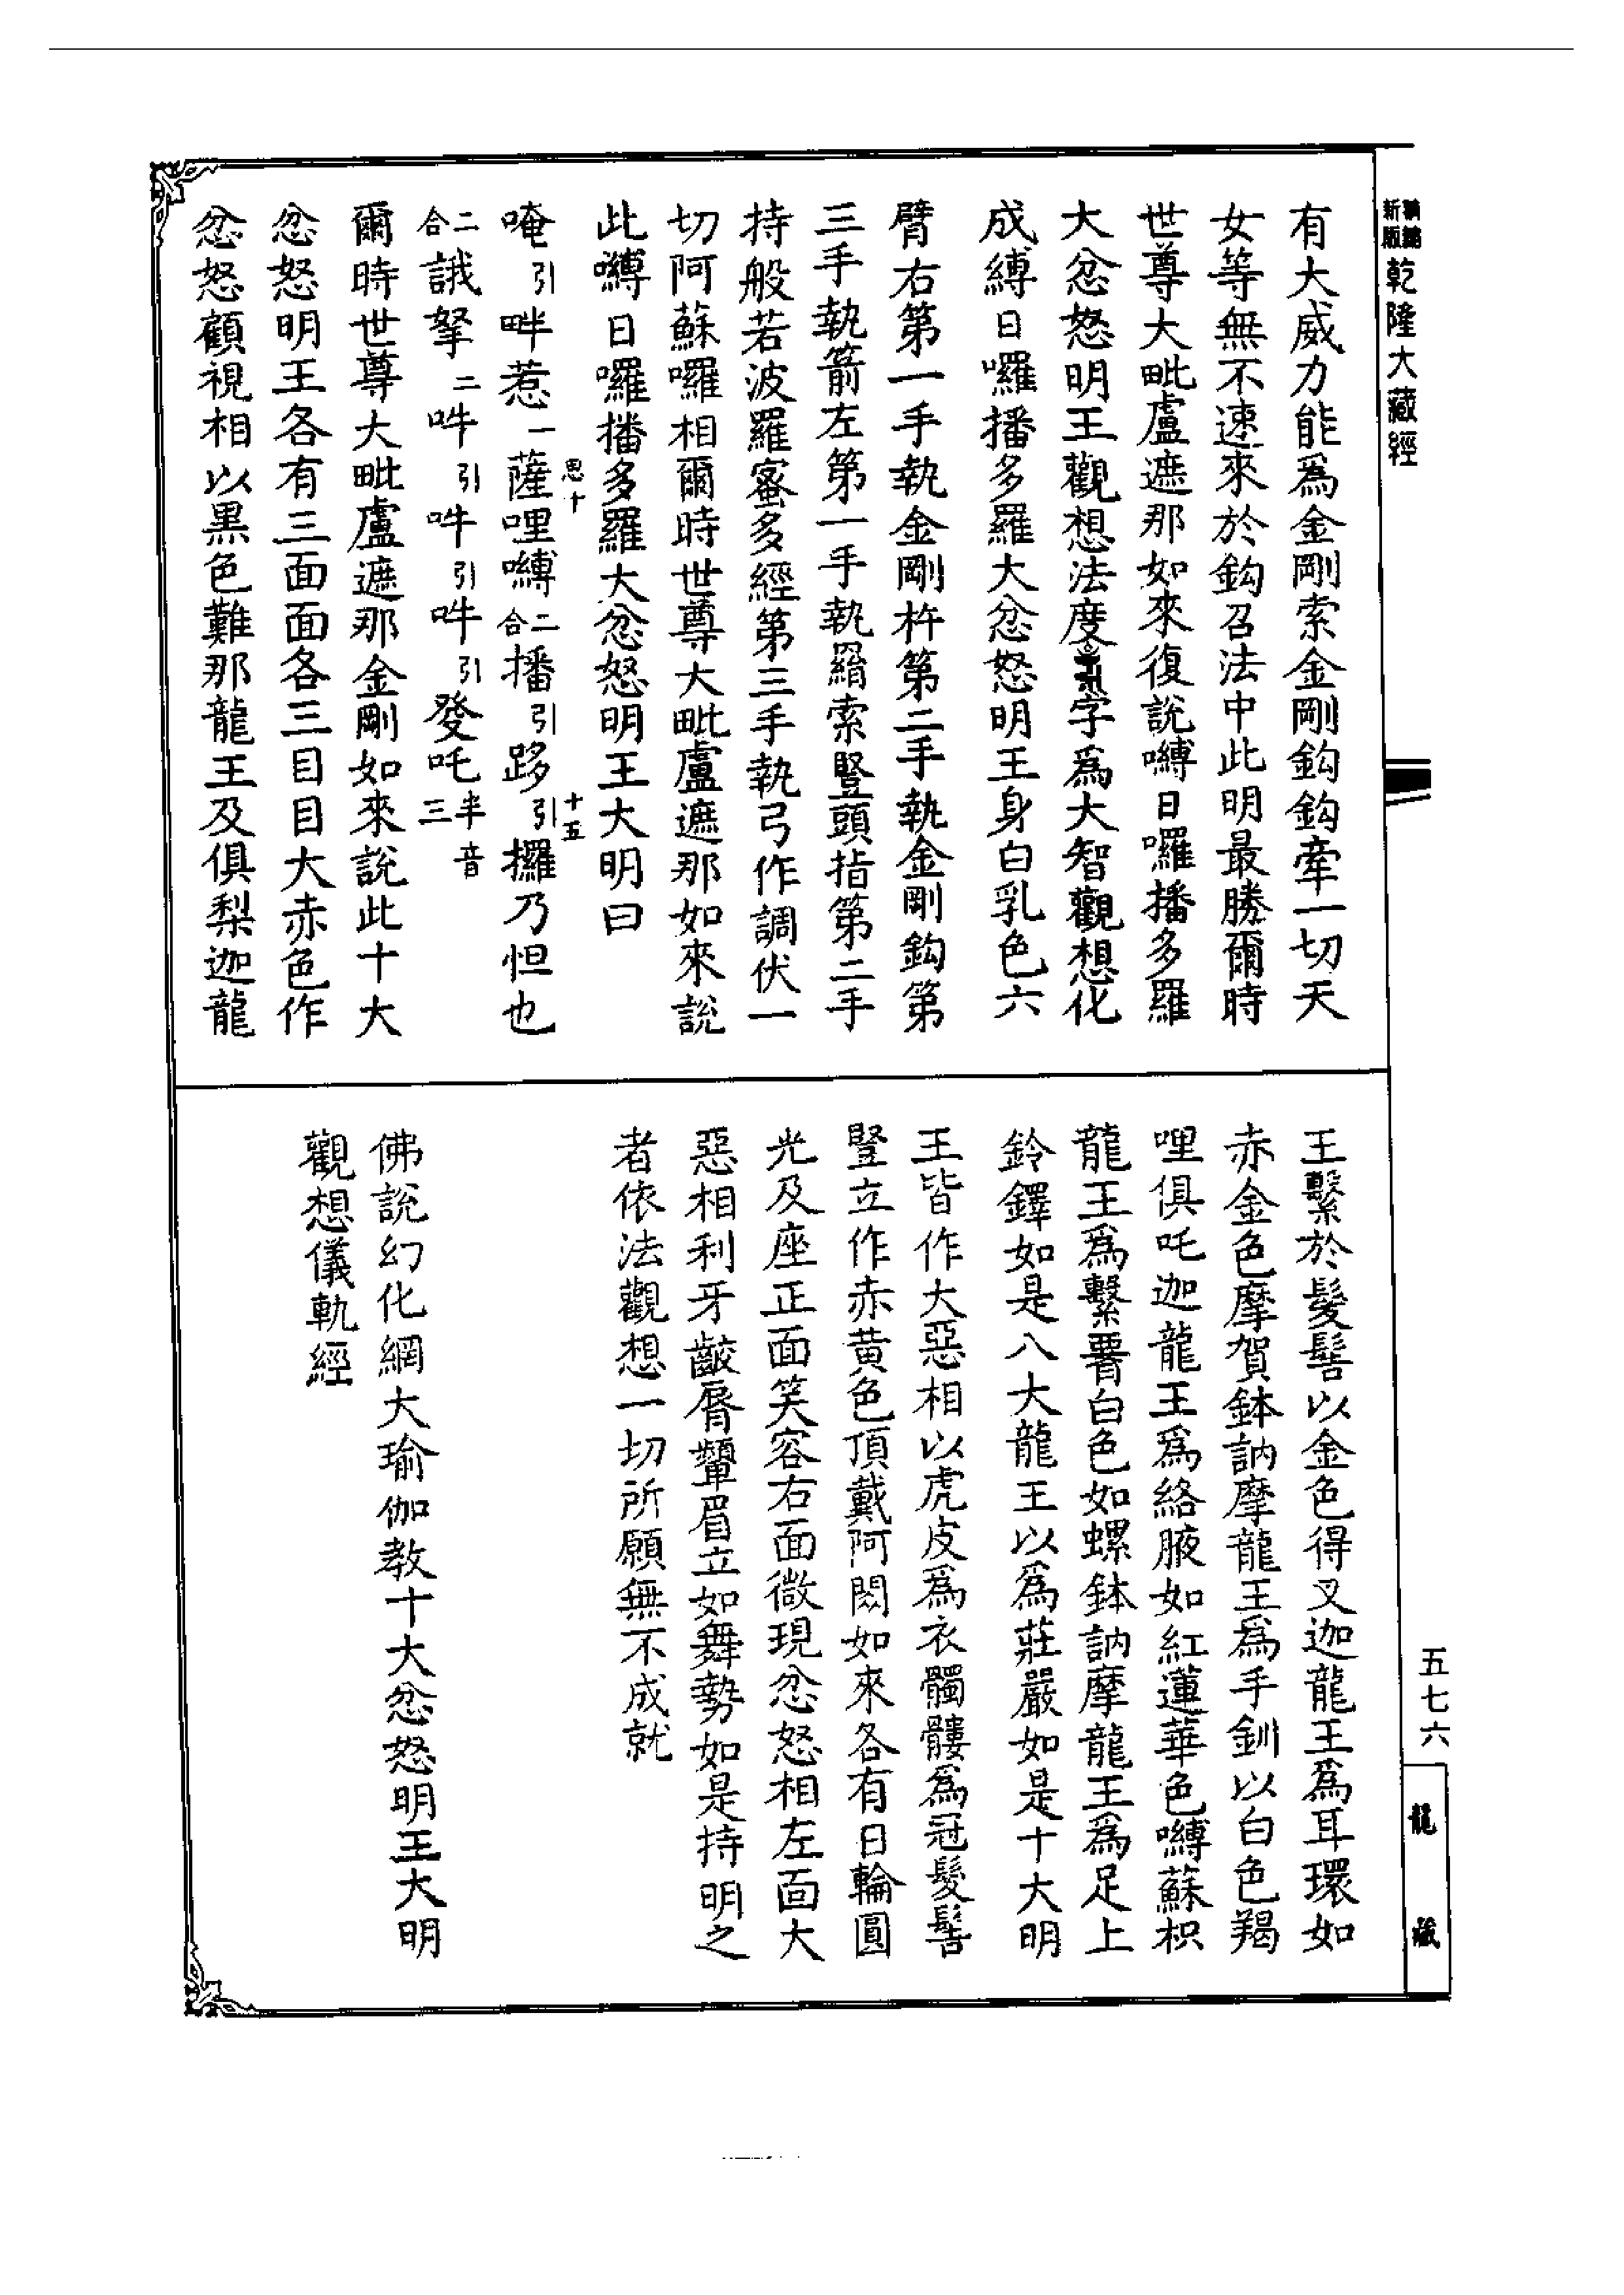 新版
乾隆大藏經
有大威力能爲金剛索金剛鈎鈎牽一切天
女等無不速來於鈎召法中此明最勝爾時
世尊大毗盧遮那如來復說嚩日囉播多羅
大忿怒明王觀想法度字爲大智觀想化
成縛日囉播多羅大忿怒明王身白乳色六
臂右第一手執金剛杵第二手執金剛鈎第
三手執箭左第一手執羂索豎頭指第二手
持般若波羅蜜多經第三手執弓作調伏一
切阿蘇囉相爾時世尊大毗盧遮那如來說
此嚩日囉播多羅大忿怒明王大明曰
唵引吽惹一薩哩嚩二合播引跢引攞乃怛也
二合誐拏二吽引吽引吽引發吒半音三
爾時世尊大毗盧遮那金剛如來說此十大
忿怒明王各有三面面各三目目大赤色作
忿怒顧視相以黑色難那龍王及俱梨迦龍
思十
十五
王繫於髮髻以金色得叉迦龍王爲耳環如
赤金色摩賀鉢訥摩龍王爲手釧以白色羯
哩俱吒迦龍王爲絡腋如紅蓮華色嚩蘇枳
龍王爲繫署白色如螺鉢訥摩龍王爲足上
鈴鐸如是八大龍王以爲莊嚴如是十大明
王皆作大惡相以虎皮爲衣髑髏爲冠髮髻
豎立作赤黄色頂戴阿閦如來各有日輪圓
光及座正面笑容右面微現忿怒相左面大
惡相利牙齩脣顰眉立如舞勢如是持明之
者依法觀想一切所願無不成就
佛說幻化網大瑜伽教十大忿怒明王大明
觀想儀軌經
五七六
龍藏